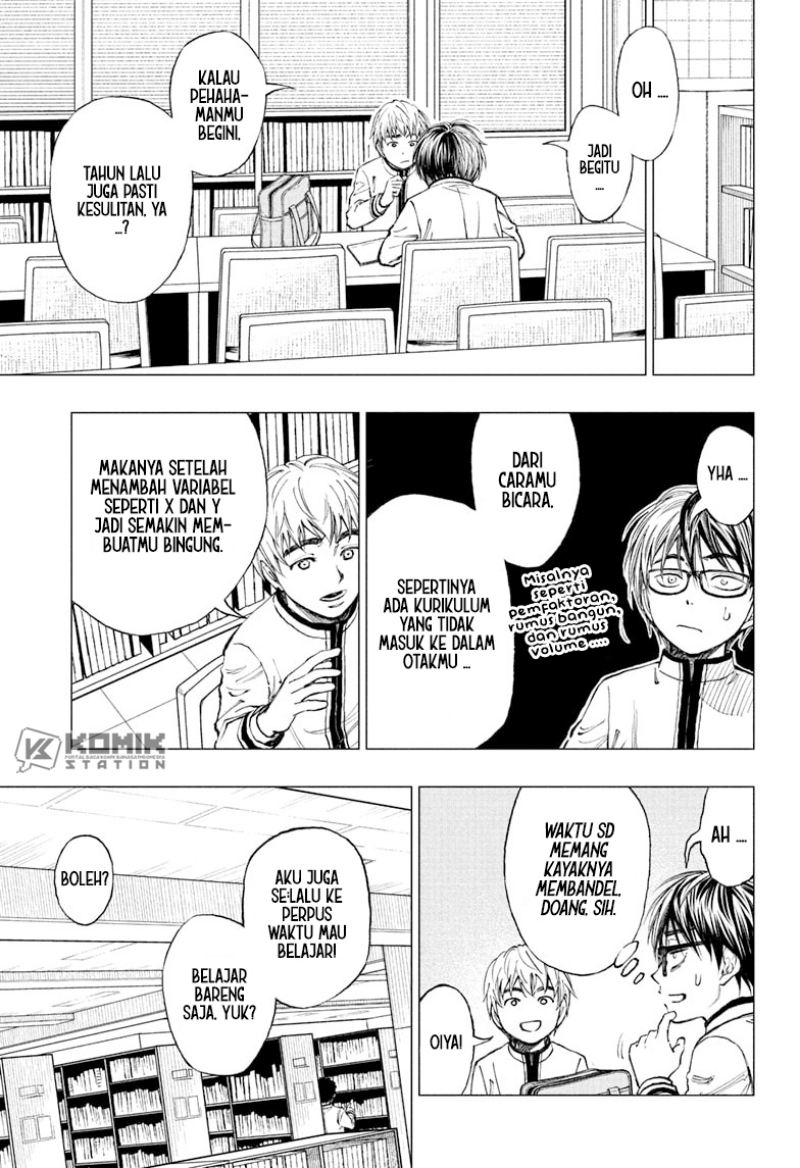 OH ....
JADI
BEGITU
....
KALAU
PEHAHA-
MANMU
BEGINI,
TAHUN LALU
JUGA PASTI
KESULITAN, YA
...?
YHA ....
DARI
CARAMU
BICARA,
SEPERTINYA
ADA KURIKULUM
YANG TIDAK
MASUK KE DALAM
OTAKMU ...
Misalnya
seperti
pemfaktoran,
rumus bangun,
dan rumus
volume ....
MAKANYA SETELAH
MENAMBAH VARIABEL
SEPERTI X DAN Y
JADI SEMAKIN MEM-
BUATMU BINGUNG.
KOMIK
STATION
AH ....
WAKTU SD
MEMANG
KAYAKNYA
MEMBANDEL
DOANG, SIH.
OIYA!
AKU JUGA
SELALU KE
PERPUS
WAKTU MAU
BELAJAR!
BELAJAR
BARENG
SAJA, YUK?
BOLEH?